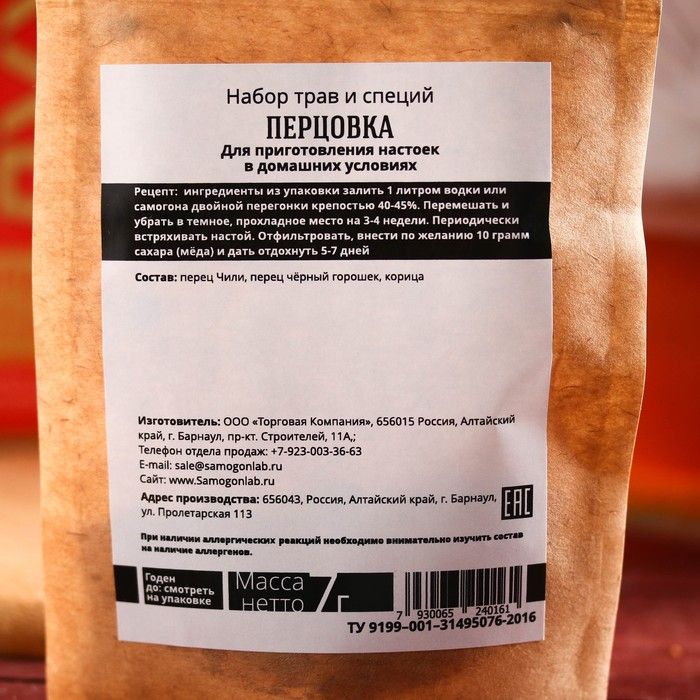 Набор трав и специй
ПЕРЦОВКА
Для приготовления настоек
в домашних условиях
Рецепт: ингредиенты из упаковки залить 1 литром водки или
самогона двойной перегонки крепостью 40-45%. Перемешать и
убрать в темное, прохладное место на 3-4 недели. Периодически
встряхивать настой. Отфильтровать, внести по желанию 10 грамм
сахара (мёда) и дать отдохнуть 5-7 дней
Состав: перец Чили, перец чёрный горошек, корица
Изготовитель: ООО «Торговая Компания», 656015 Россия, Алтайский
край, г. Барнаул, пр-кт. Строителей, 11А,;
Телефон отдела продаж: +7-923-003-36-63
E-mail: sale@samogonlab.ru
Сайт: www.Samogonlab.ru
Адрес производства: 656043, Россия, Алтайский край, г. Барнаул,
ул. Пролетарская 113
EAC
При наличии аллергических реакций необходимо внимательно изучить состав
на наличие аллергенов.
Годен
до: смотреть
на упаковке
Масса
нетто 7г
7 930065 240161
ТУ 9199–001–31495076–2016